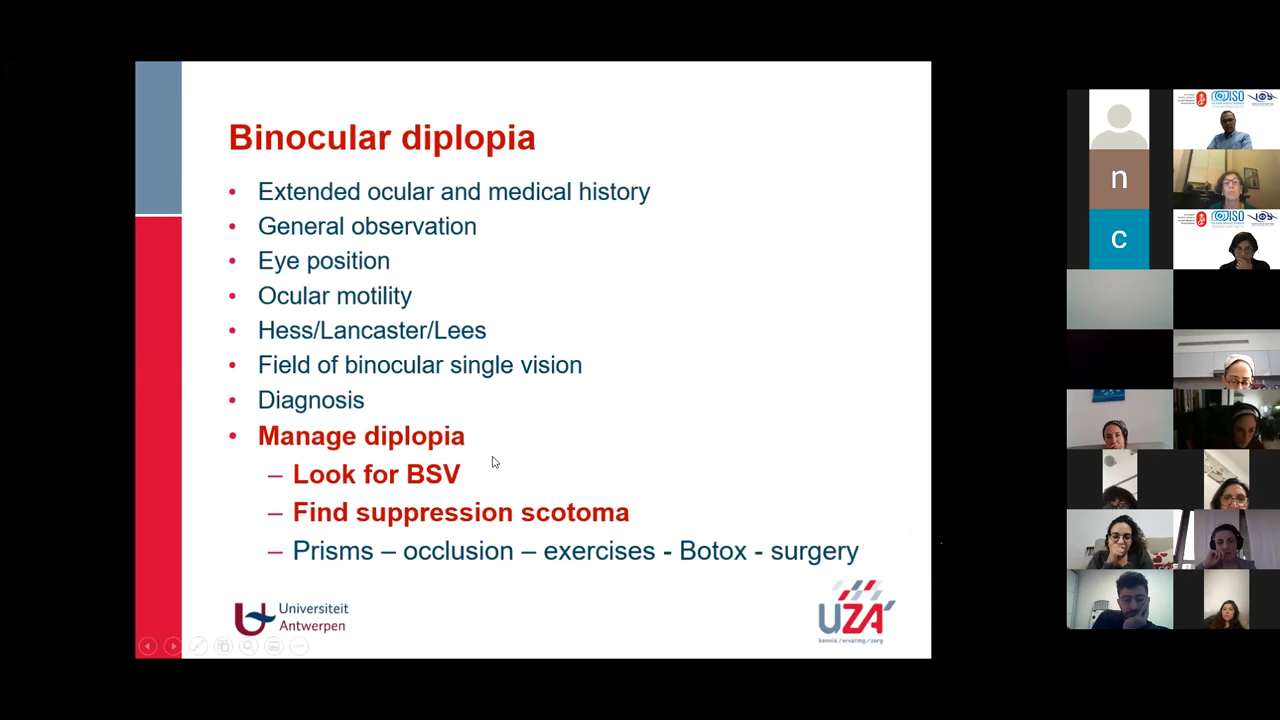 Binocular diplopia
• Extended ocular and medical history
• General observation
• Eye position
• Ocular motility
• Hess/Lancaster/Lees
• Field of binocular single vision
• Diagnosis
• Manage diplopia
– Look for BSV
– Find suppression scotoma
– Prisms – occlusion – exercises - Botox - surgery
Universiteit
Antwerpen
UZA
kennis / ervaring / zorg
n
c
ISO
ISO